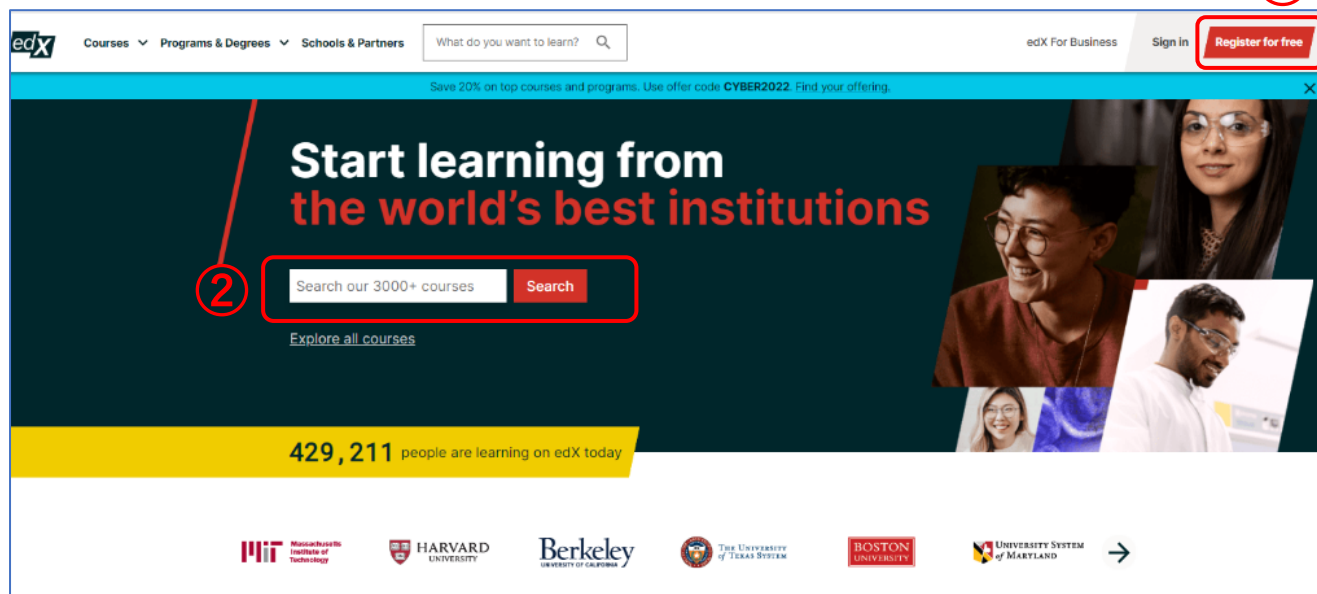 edX
Courses
Programs & Degrees
Schools & Partners
What do you want to learn?
edX For Business
Sign in
Register for free
Save 20% on top courses and programs. Use offer code CYBER2022. Find your offering.
Start learning from
the world's best institutions
②
Search our 3000+ courses
Search
Explore all courses
429,211 people are learning on edX today
Massachusetts
Institute of
Technology
HARVARD
UNIVERSITY
Berkeley
UNIVERSITY OF CALIFORNIA
THE UNIVERSITY
of TEXAS SYSTEM
BOSTON
UNIVERSITY
UNIVERSITY SYSTEM
of MARYLAND